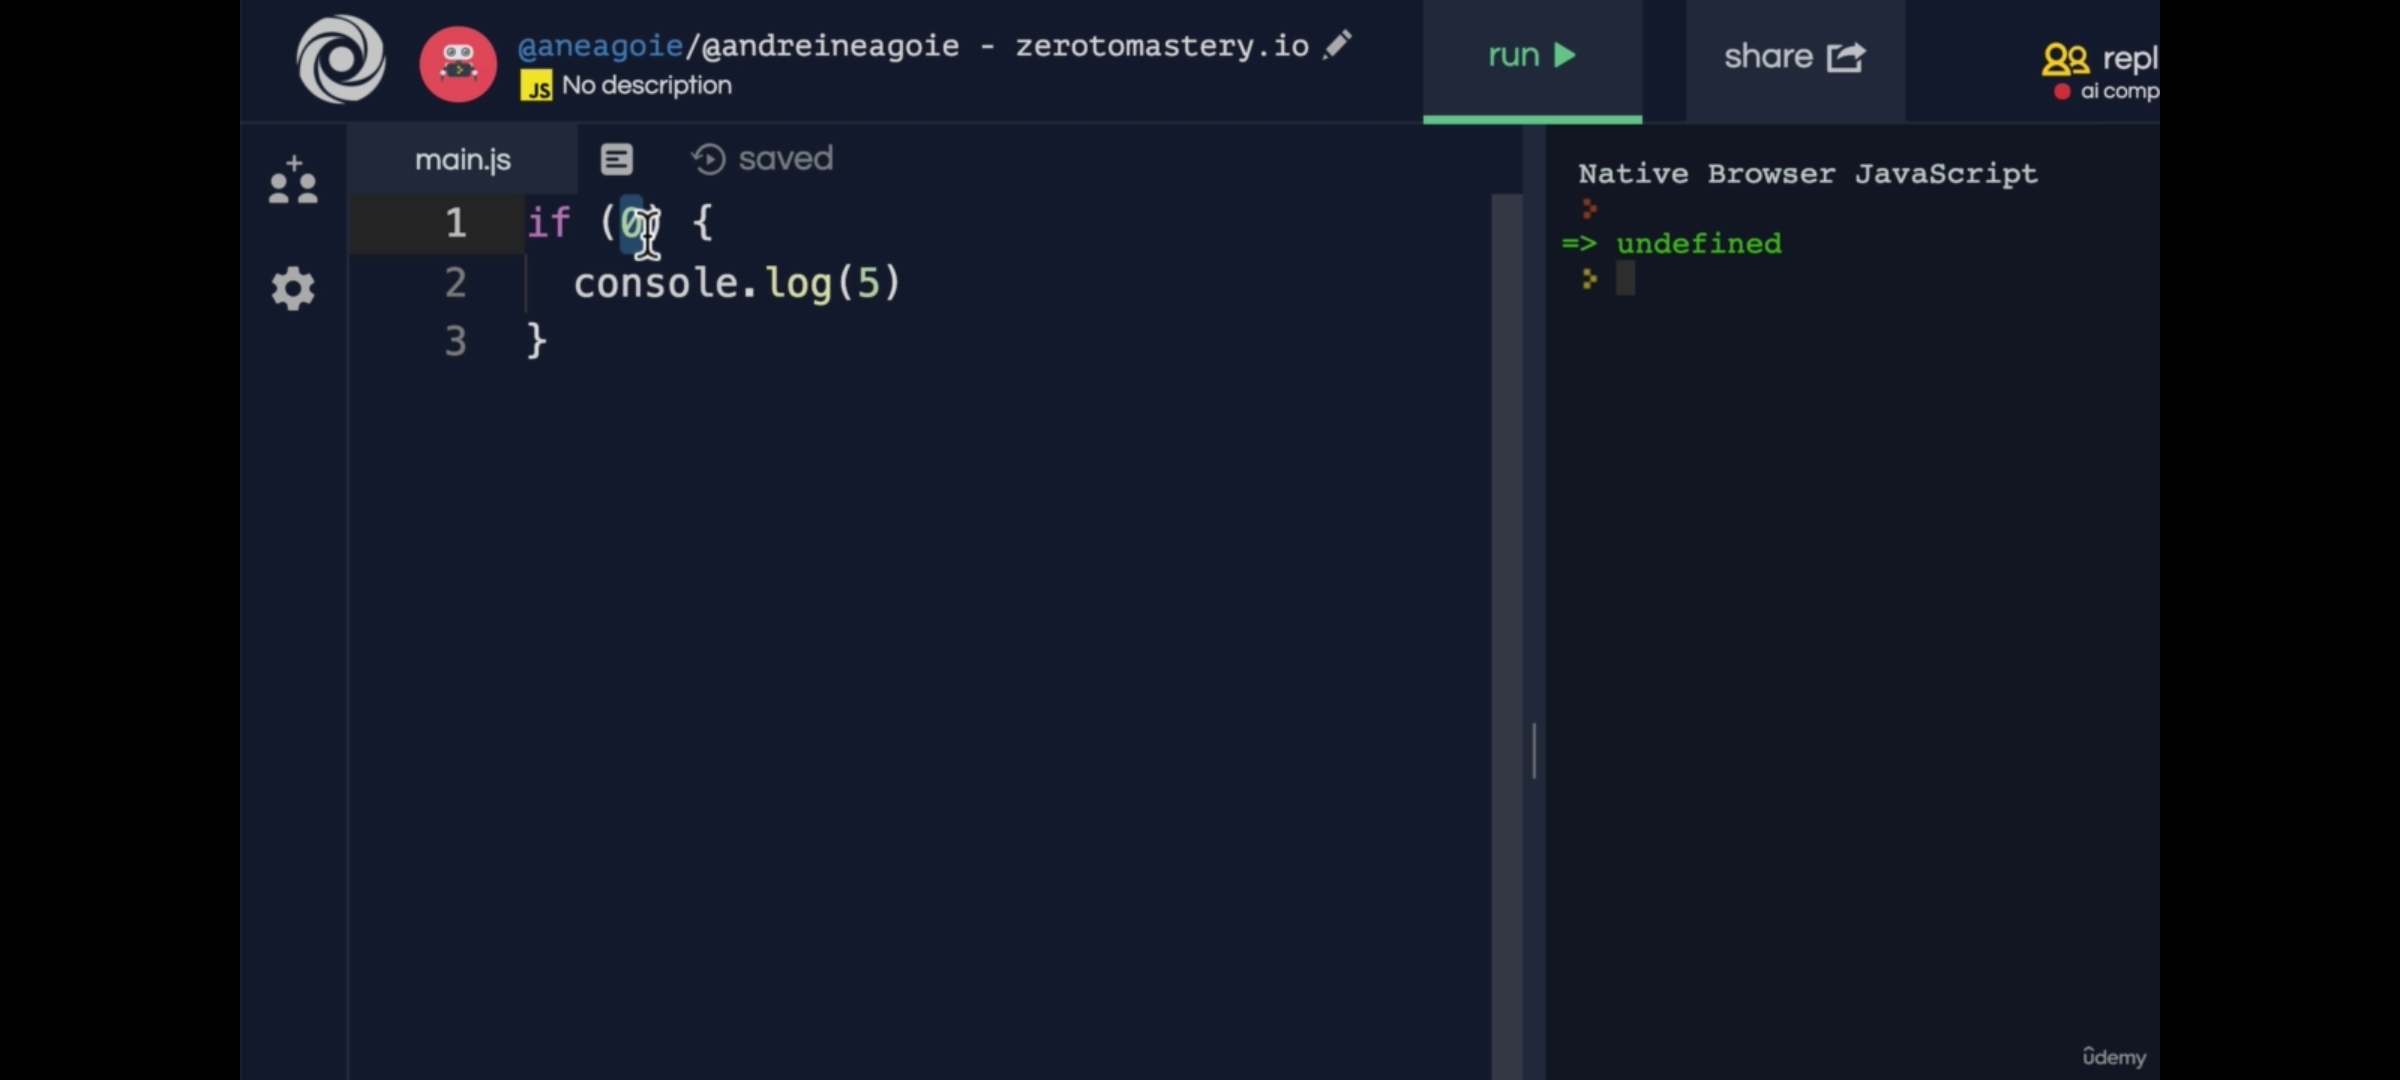 @aneagoie/@andreineagoie - zerotomastery.io
JS No description
run
share
repl
ai comp
main.js
saved
1 if (0) {
2 console.log(5)
3 }
Native Browser JavaScript
=> undefined
ûdemy